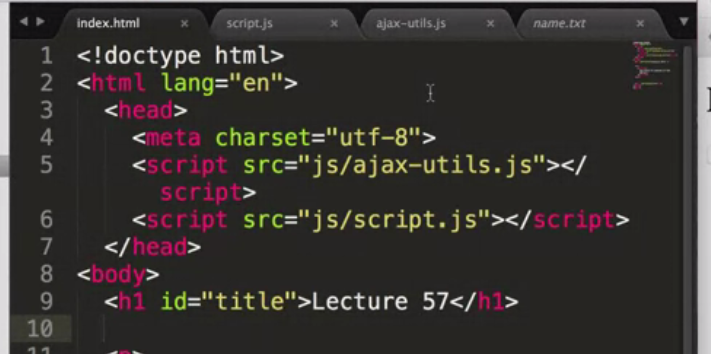 index.html × script.js × ajax-utils.js × name.txt ×
1 <!doctype html>
2 <html lang="en">
3 <head>
4 <meta charset="utf-8">
5 <script src="js/ajax-utils.js"></
script>
6 <script src="js/script.js"></script>
7 </head>
8 <body>
9 <h1 id="title">Lecture 57</h1>
10